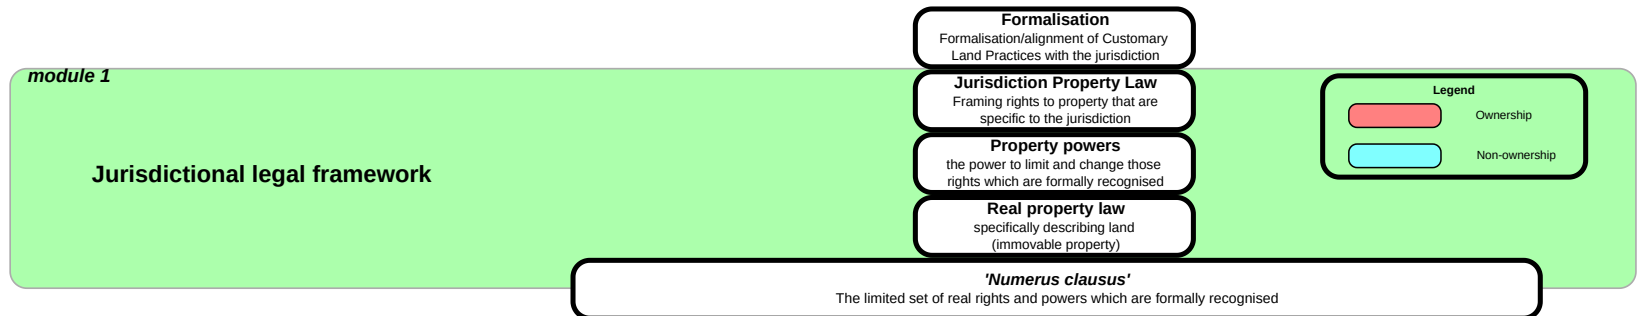 Formalisation
Formalisation/alignment of Customary
Land Practices with the jurisdiction
module 1
Jurisdiction Property Law
Framing rights to property that are
specific to the jurisdiction
Legend
Ownership
Non-ownership
Property powers
the power to limit and change those
rights which are formally recognised
Jurisdictional legal framework
Real property law
specifically describing land
(immovable property)
'Numerus clausus'
The limited set of real rights and powers which are formally recognised